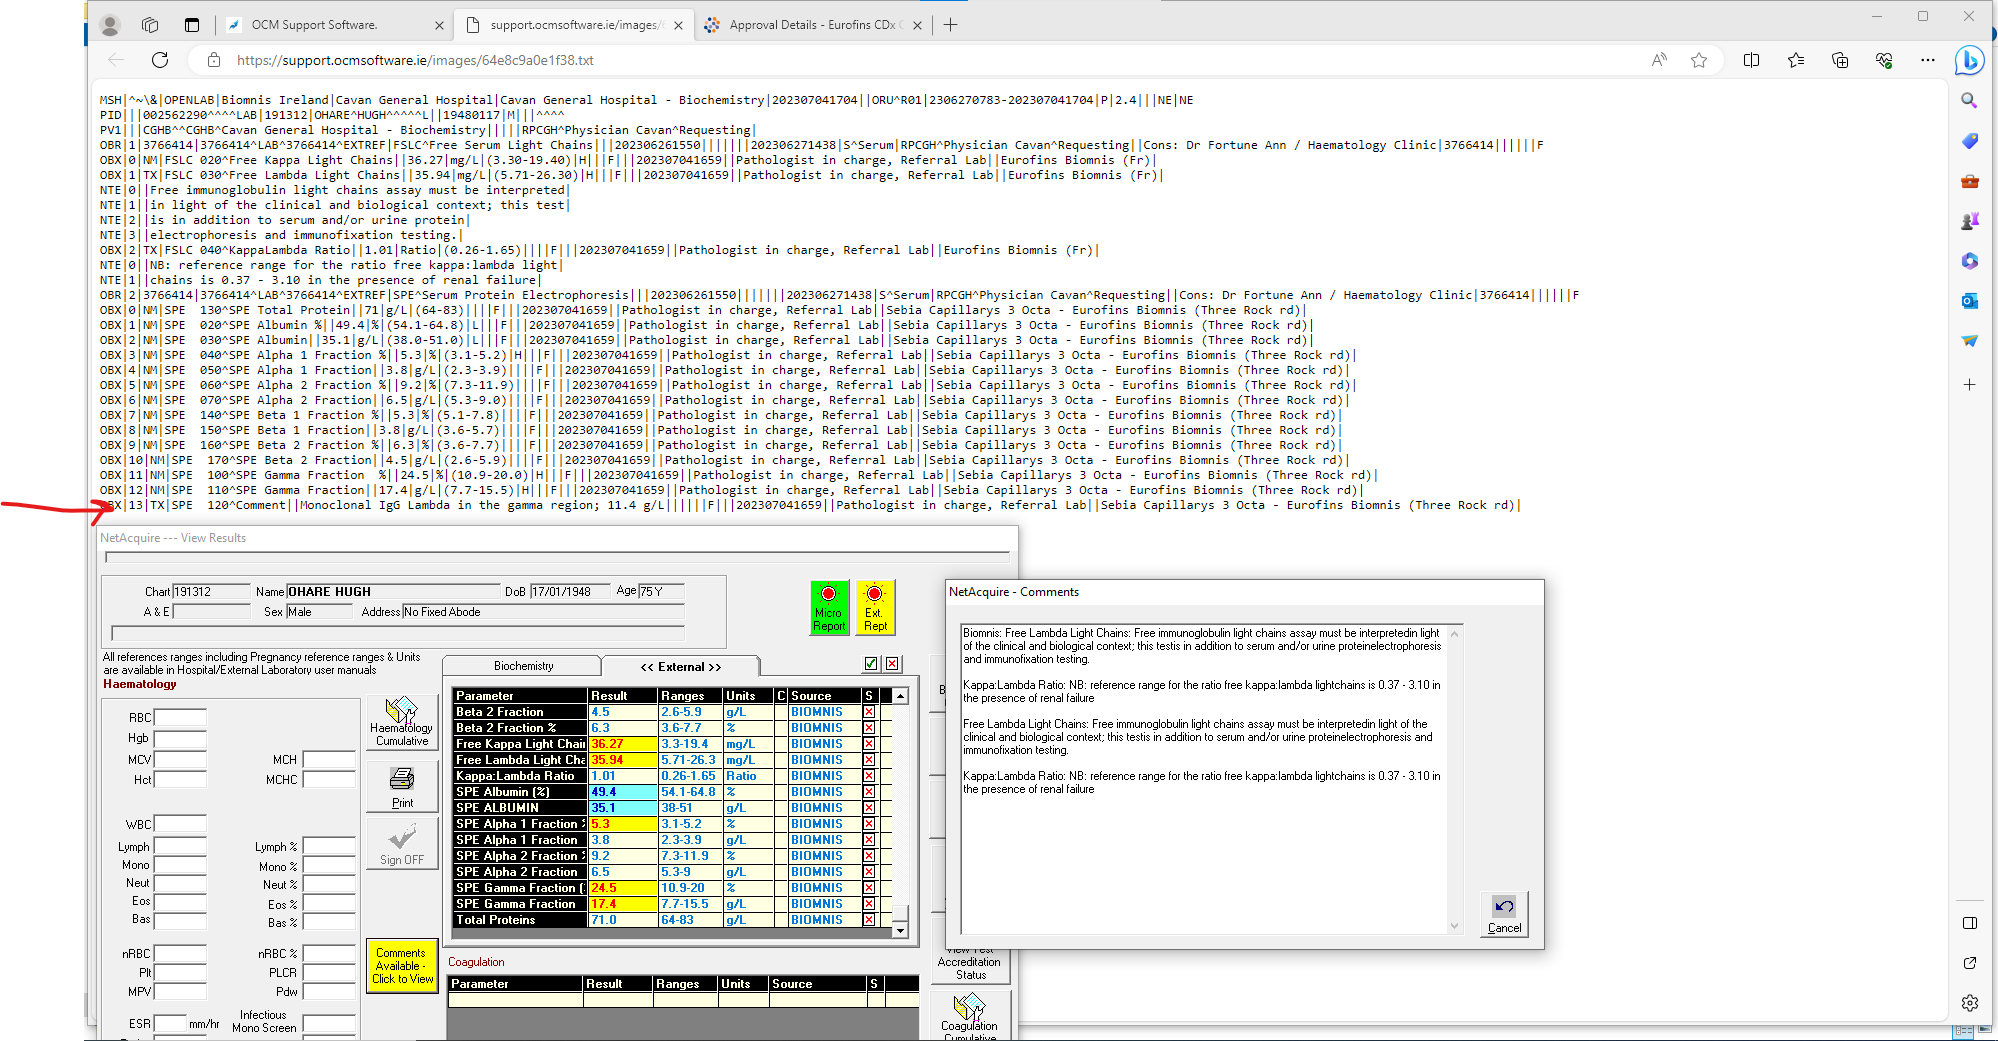 OCM Support Software.
support.ocmsoftware.ie/images/
Approval Details - Eurofins CDx
https://support.ocmsoftware.ie/images/64e8c9a0e1f38.txt
MSH|^~\&|OPENLAB|Biomnis Ireland|Cavan General Hospital|Cavan General Hospital - Biochemistry|202307041704||ORU^R01|2306270783-202307041704|P|2.4|||NE|NE
PID|||002562290^^^^LAB|191312|OHARE^HUGH^^^^^L||19480117|M|||^^^^
PV1|||CGHB^^CGHB^Cavan General Hospital - Biochemistry|||||RPCGH^Physician Cavan^Requesting|
OBR|1|3766414|3766414^LAB^3766414^EXTREF|FSLC^Free Serum Light Chains|||202306261550|||||||202306271438|S^Serum|RPCGH^Physician Cavan^Requesting||Cons: Dr Fortune Ann / Haematology Clinic|3766414||||||F
OBX|0|NM|FSLC 020^Free Kappa Light Chains||36.27|mg/L|(3.30-19.40)|H|||F|||202307041659||Pathologist in charge, Referral Lab||Eurofins Biomnis (Fr)|
OBX|1|TX|FSLC 030^Free Lambda Light Chains||35.94|mg/L|(5.71-26.30)|H|||F|||202307041659||Pathologist in charge, Referral Lab||Eurofins Biomnis (Fr)|
NTE|0||Free immunoglobulin light chains assay must be interpreted|
NTE|1||in light of the clinical and biological context; this test|
NTE|2||is in addition to serum and/or urine protein|
NTE|3||electrophoresis and immunofixation testing.|
OBX|2|TX|FSLC 040^KappaLambda Ratio||1.01|Ratio|(0.26-1.65)||||F|||202307041659||Pathologist in charge, Referral Lab||Eurofins Biomnis (Fr)|
NTE|0||NB: reference range for the ratio free kappa:lambda light|
NTE|1||chains is 0.37 - 3.10 in the presence of renal failure|
OBR|2|3766414|3766414^LAB^3766414^EXTREF|SPE^Serum Protein Electrophoresis|||202306261550|||||||202306271438|S^Serum|RPCGH^Physician Cavan^Requesting||Cons: Dr Fortune Ann / Haematology Clinic|3766414||||||F
OBX|0|NM|SPE  130^SPE Total Protein||71|g/L|(64-83)||||F|||202307041659||Pathologist in charge, Referral Lab||Sebia Capillarys 3 Octa - Eurofins Biomnis (Three Rock rd)|
OBX|1|NM|SPE  020^SPE Albumin %||49.4|%|(54.1-64.8)|L|||F|||202307041659||Pathologist in charge, Referral Lab||Sebia Capillarys 3 Octa - Eurofins Biomnis (Three Rock rd)|
OBX|2|NM|SPE  030^SPE Albumin||35.1|g/L|(38.0-51.0)|L|||F|||202307041659||Pathologist in charge, Referral Lab||Sebia Capillarys 3 Octa - Eurofins Biomnis (Three Rock rd)|
OBX|3|NM|SPE  040^SPE Alpha 1 Fraction %||5.3|%|(3.1-5.2)|H|||F|||202307041659||Pathologist in charge, Referral Lab||Sebia Capillarys 3 Octa - Eurofins Biomnis (Three Rock rd)|
OBX|4|NM|SPE  050^SPE Alpha 1 Fraction||3.8|g/L|(2.3-3.9)||||F|||202307041659||Pathologist in charge, Referral Lab||Sebia Capillarys 3 Octa - Eurofins Biomnis (Three Rock rd)|
OBX|5|NM|SPE  060^SPE Alpha 2 Fraction %||9.2|%|(7.3-11.9)||||F|||202307041659||Pathologist in charge, Referral Lab||Sebia Capillarys 3 Octa - Eurofins Biomnis (Three Rock rd)|
OBX|6|NM|SPE  070^SPE Alpha 2 Fraction||6.5|g/L|(5.3-9.0)||||F|||202307041659||Pathologist in charge, Referral Lab||Sebia Capillarys 3 Octa - Eurofins Biomnis (Three Rock rd)|
OBX|7|NM|SPE  140^SPE Beta 1 Fraction %||5.3|%|(5.1-7.8)||||F|||202307041659||Pathologist in charge, Referral Lab||Sebia Capillarys 3 Octa - Eurofins Biomnis (Three Rock rd)|
OBX|8|NM|SPE  150^SPE Beta 1 Fraction||3.8|g/L|(3.6-5.7)||||F|||202307041659||Pathologist in charge, Referral Lab||Sebia Capillarys 3 Octa - Eurofins Biomnis (Three Rock rd)|
OBX|9|NM|SPE  160^SPE Beta 2 Fraction %||6.3|%|(3.6-7.7)||||F|||202307041659||Pathologist in charge, Referral Lab||Sebia Capillarys 3 Octa - Eurofins Biomnis (Three Rock rd)|
OBX|10|NM|SPE  170^SPE Beta 2 Fraction||4.5|g/L|(2.6-5.9)||||F|||202307041659||Pathologist in charge, Referral Lab||Sebia Capillarys 3 Octa - Eurofins Biomnis (Three Rock rd)|
OBX|11|NM|SPE  100^SPE Gamma Fraction  %||24.5|%|(10.9-20.0)|H|||F|||202307041659||Pathologist in charge, Referral Lab||Sebia Capillarys 3 Octa - Eurofins Biomnis (Three Rock rd)|
OBX|12|NM|SPE  110^SPE Gamma Fraction||17.4|g/L|(7.7-15.5)|H|||F|||202307041659||Pathologist in charge, Referral Lab||Sebia Capillarys 3 Octa - Eurofins Biomnis (Three Rock rd)|
OBX|13|TX|SPE  120^Comment||Monoclonal IgG Lambda in the gamma region; 11.4 g/L||||||F|||202307041659||Pathologist in charge, Referral Lab||Sebia Capillarys 3 Octa - Eurofins Biomnis (Three Rock rd)|
NetAcquire --- View Results
Chart 191312 Name OHARE HUGH DoB 17/01/1948 Age 75Y
A & E Sex Male Address No Fixed Abode
Micro Report
Ext. Rept
All references ranges including Pregnancy reference ranges & Units
are available in Hospital/External Laboratory user manuals
Haematology
Biochemistry
<< External >>
Parameter Result Ranges Units C Source S
Beta 2 Fraction 4.5 2.6-5.9 g/L BIOMNIS
Beta 2 Fraction % 6.3 3.6-7.7 % BIOMNIS
Free Kappa Light Chain 36.27 3.3-19.4 mg/L BIOMNIS
Free Lambda Light Cha 35.94 5.71-26.3 mg/L BIOMNIS
Kappa:Lambda Ratio 1.01 0.26-1.65 Ratio BIOMNIS
SPE Albumin (%) 49.4 54.1-64.8 % BIOMNIS
SPE ALBUMIN 35.1 38-51 g/L BIOMNIS
SPE Alpha 1 Fraction 5.3 3.1-5.2 % BIOMNIS
SPE Alpha 1 Fraction 3.8 2.3-3.9 g/L BIOMNIS
SPE Alpha 2 Fraction 9.2 7.3-11.9 % BIOMNIS
SPE Alpha 2 Fraction 6.5 5.3-9 g/L BIOMNIS
SPE Gamma Fraction ( 24.5 10.9-20 % BIOMNIS
SPE Gamma Fraction 17.4 7.7-15.5 g/L BIOMNIS
Total Proteins 71.0 64-83 g/L BIOMNIS
RBC
Hgb
MCV MCH
Hct MCHC
WBC
Lymph Lymph %
Mono Mono %
Neut Neut %
Eos Eos %
Bas Bas %
nRBC nRBC %
Plt PLCR
MPV Pdw
ESR mm/hr Infectious
Mono Screen
Haematology
Cumulative
Print
Sign OFF
Comments
Available -
Click to View
Coagulation
Parameter Result Ranges Units Source S
View Test
Accreditation
Status
Coagulation
Cumulative
NetAcquire - Comments
Biomnis: Free Lambda Light Chains: Free immunoglobulin light chains assay must be interpretedin light
of the clinical and biological context; this testis in addition to serum and/or urine proteinelectrophoresis
and immunofixation testing.
Kappa:Lambda Ratio: NB: reference range for the ratio free kappa:lambda lightchains is 0.37 - 3.10 in
the presence of renal failure
Free Lambda Light Chains: Free immunoglobulin light chains assay must be interpretedin light of the
clinical and biological context; this testis in addition to serum and/or urine proteinelectrophoresis and
immunofixation testing.
Kappa:Lambda Ratio: NB: reference range for the ratio free kappa:lambda lightchains is 0.37 - 3.10 in
the presence of renal failure
Cancel